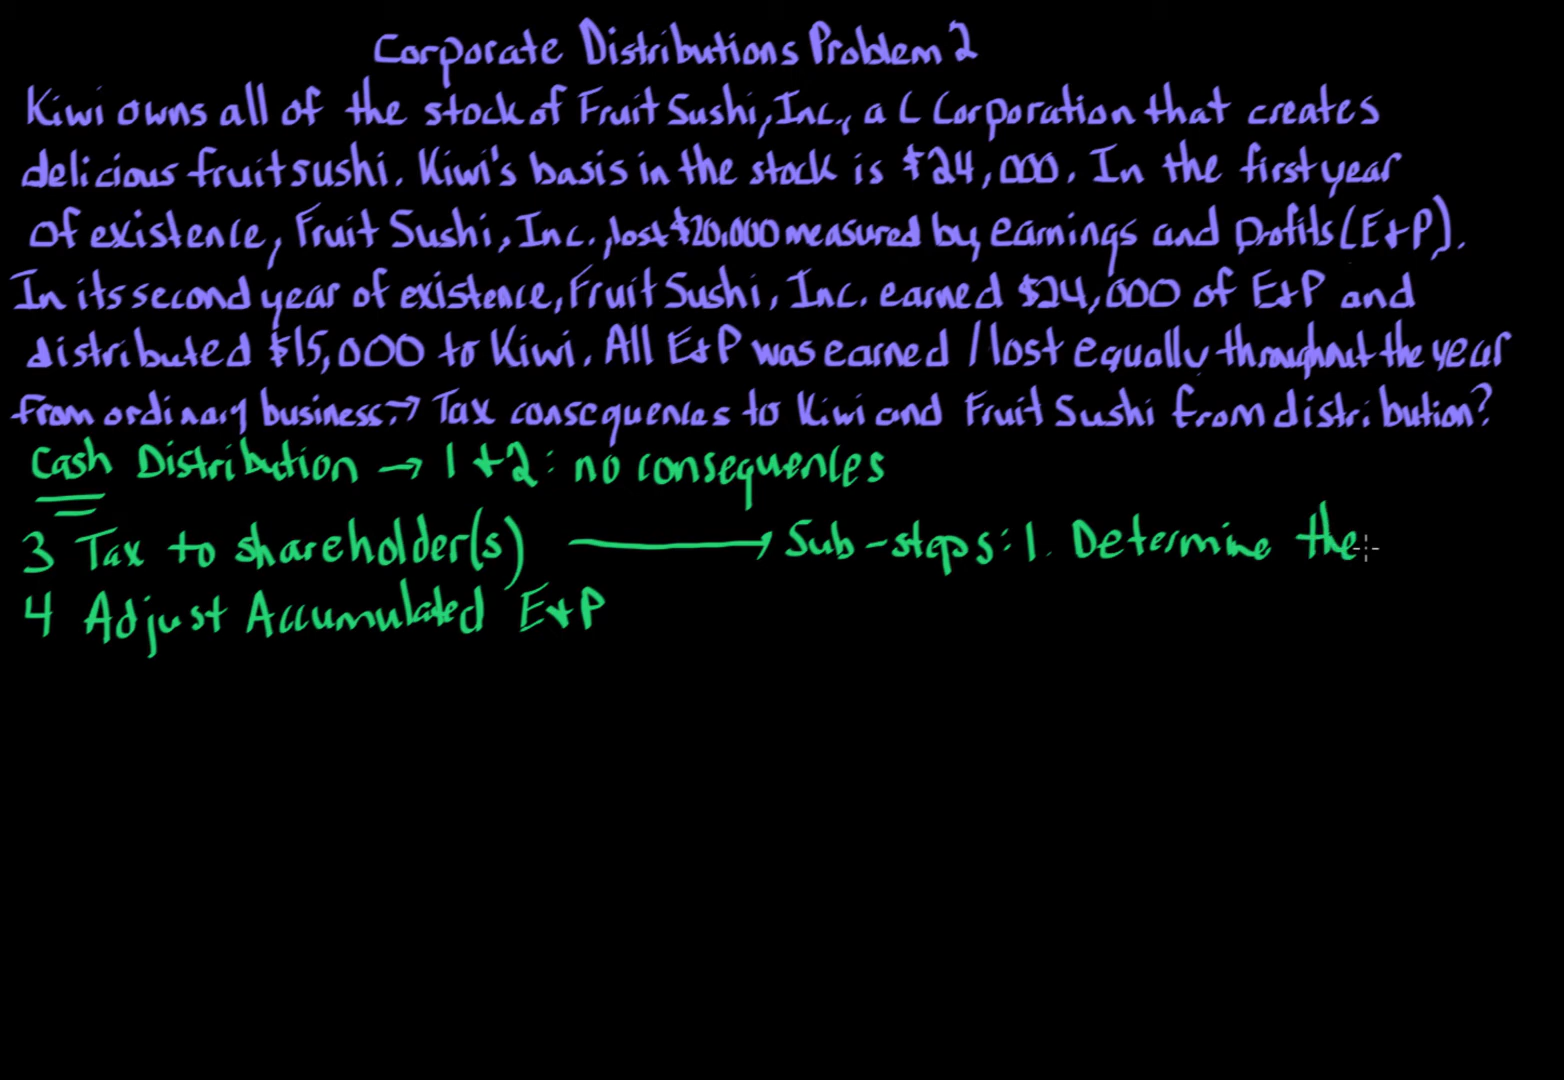 Corporate Distributions Problem 2
Kiwi owns all of the stock of Fruit Sushi, Inc., a C Corporation that creates
delicious fruit sushi. Kiwi's basis in the stock is $24,000. In the first year
of existence, Fruit Sushi, Inc., lost $20,000 measured by earnings and profits (E+P).
In its second year of existence, Fruit Sushi, Inc. earned $24,000 of E+P and
distributed $15,000 to Kiwi. All E+P was earned / lost equally throughout the year
from ordinary business. → Tax consequences to Kiwi and Fruit Sushi from distribution?
Cash Distribution → 1 + 2: no consequences
3 Tax to shareholder(s) → Sub-steps: 1. Determine the
4 Adjust Accumulated E+P